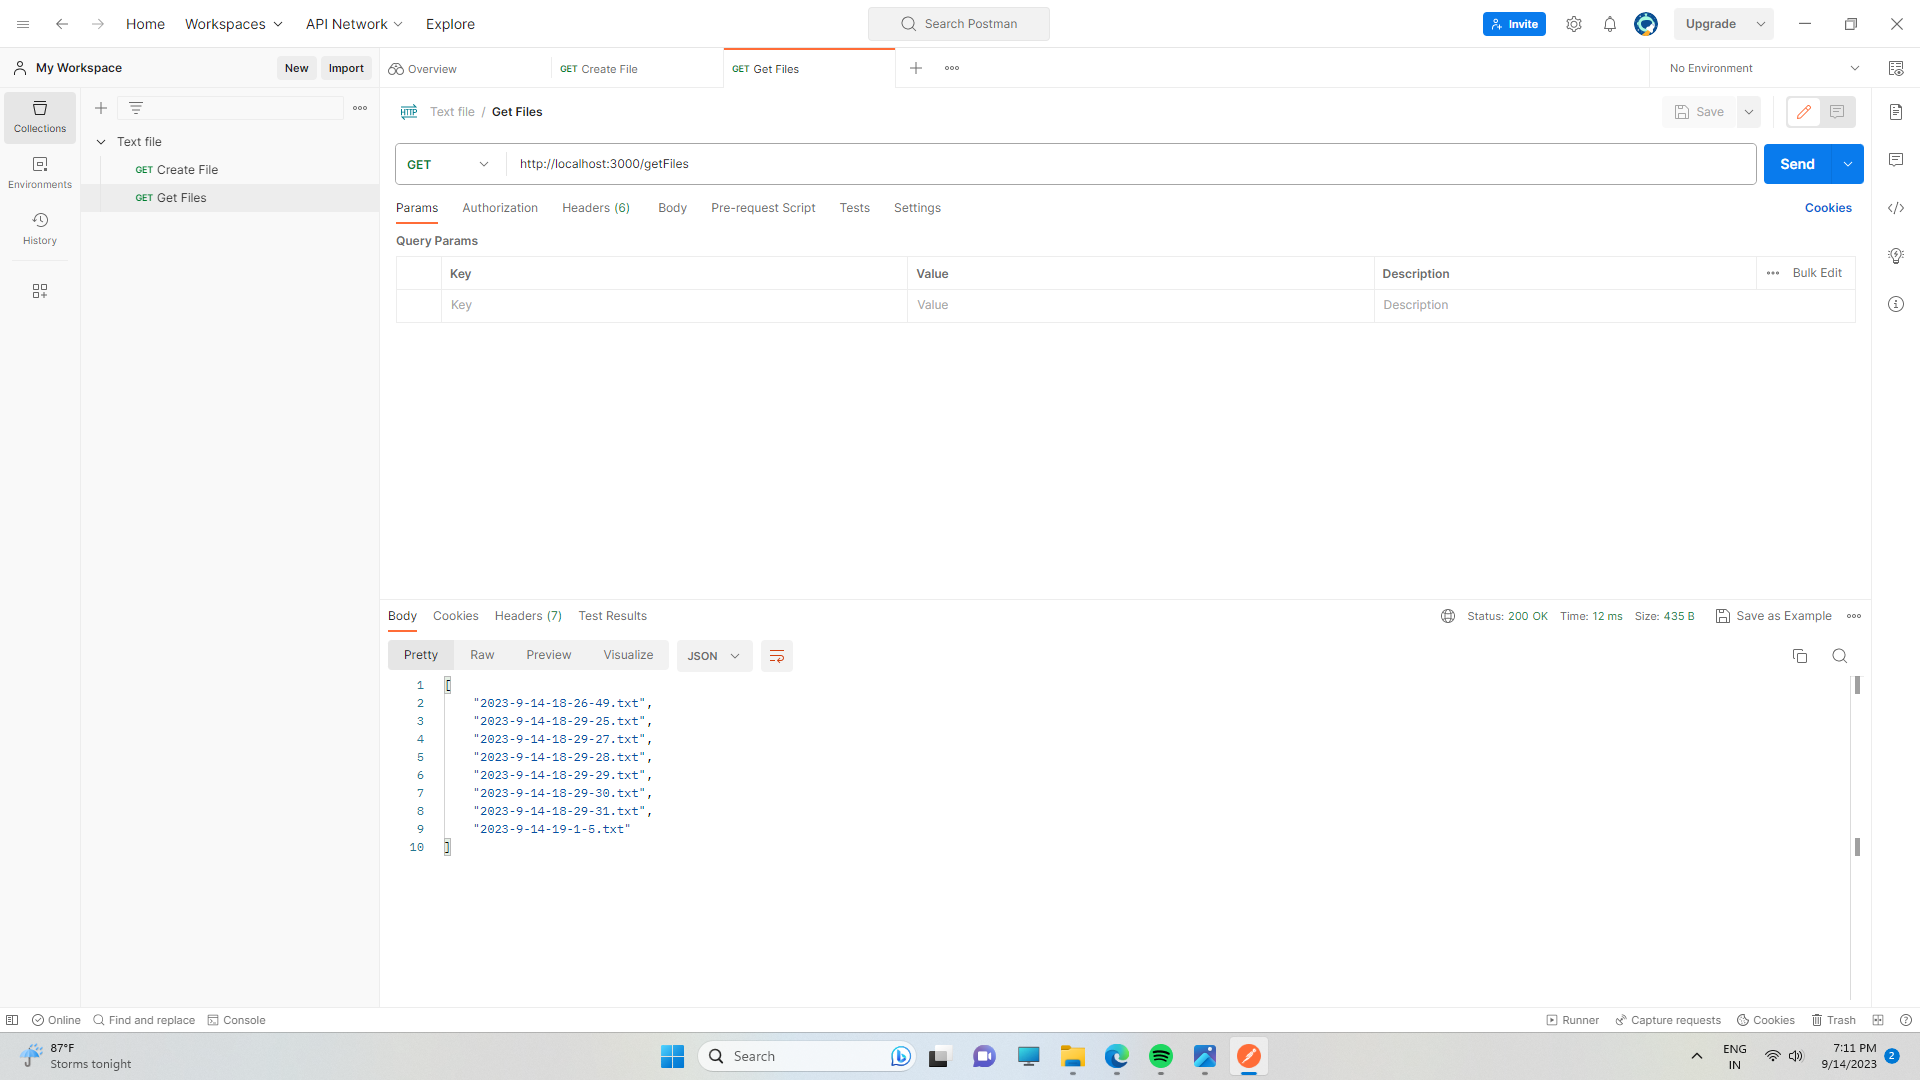 Home Workspaces API Network Explore Search Postman Invite Upgrade
My Workspace New Import Overview GET Create File GET Get Files No Environment
Collections
Environments
History
Text file
GET Create File
GET Get Files
HTTP Text file / Get Files Save
GET http://localhost:3000/getFiles Send
Params Authorization Headers (6) Body Pre-request Script Tests Settings Cookies
Query Params
Key Value Description Bulk Edit
Key Value Description
Body Cookies Headers (7) Test Results Status: 200 OK Time: 12 ms Size: 435 B Save as Example
Pretty Raw Preview Visualize JSON
1 [
2 "2023-9-14-18-26-49.txt",
3 "2023-9-14-18-29-25.txt",
4 "2023-9-14-18-29-27.txt",
5 "2023-9-14-18-29-28.txt",
6 "2023-9-14-18-29-29.txt",
7 "2023-9-14-18-29-30.txt",
8 "2023-9-14-18-29-31.txt",
9 "2023-9-14-19-1-5.txt"
10 ]
Online Find and replace Console Runner Capture requests Cookies Trash
87°F
Storms tonight
Search
ENG
IN
7:11 PM
9/14/2023
2